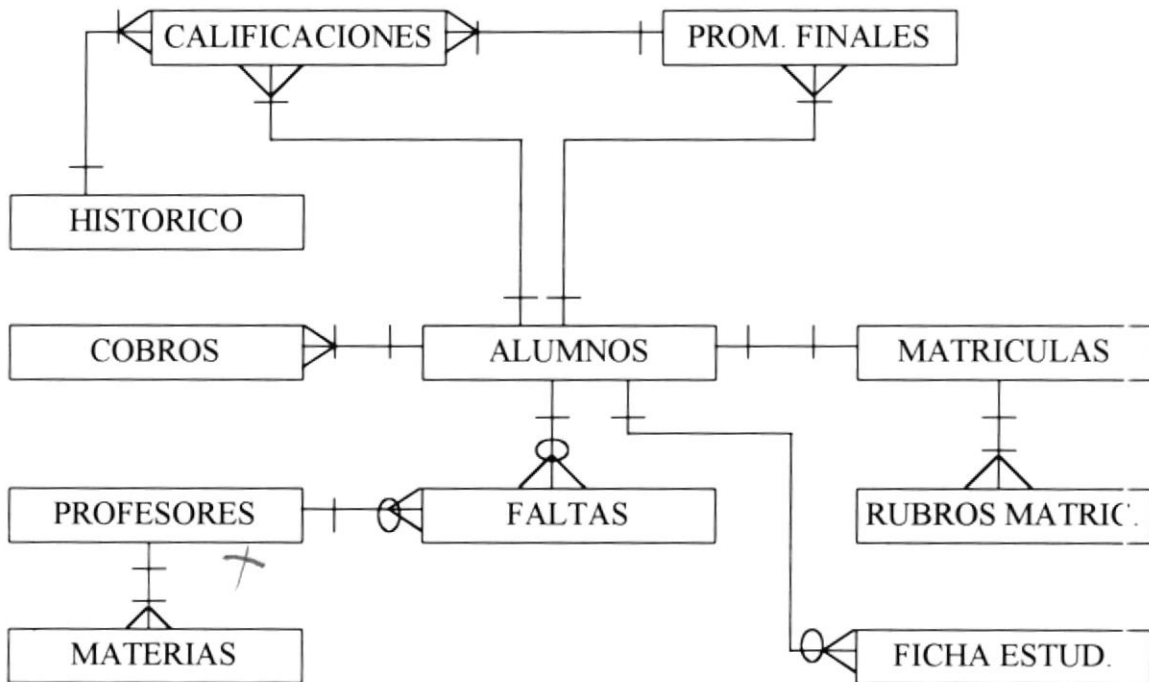 CALIFICACIONES
PROM. FINALES
HISTORICO
COBROS
ALUMNOS
MATRICULAS
PROFESORES
FALTAS
RUBROS MATRIC.
MATERIAS
FICHA ESTUD.